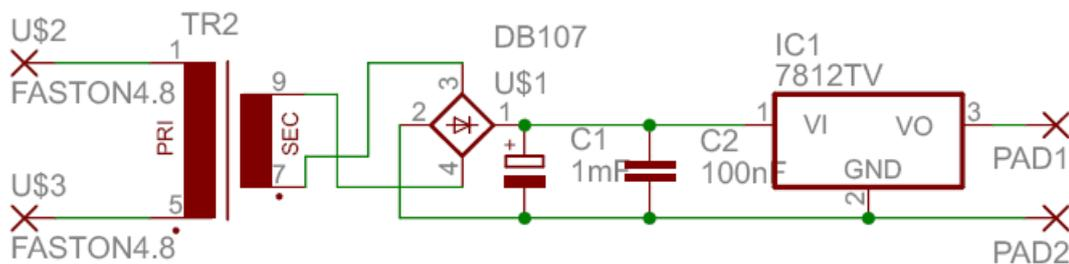 U$2
FASTON4.8
U$3
FASTON4.8
TR2
1
5
PRI
9
7
SEC
DB107
U$1
3
2
1
4
+
C1
1mF
C2
100nF
IC1
7812TV
1
VI
VO
3
GND
2
PAD1
PAD2